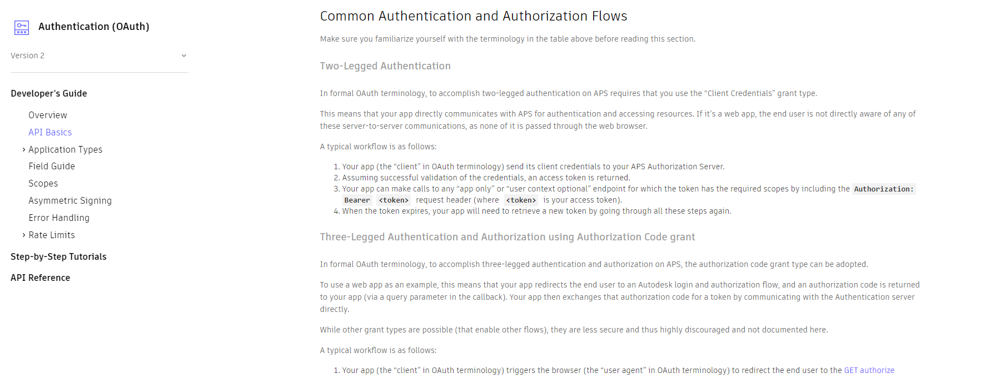 Authentication (OAuth)
Version 2
Developer's Guide
Overview
API Basics
Application Types
Field Guide
Scopes
Asymmetric Signing
Error Handling
Rate Limits
Step-by-Step Tutorials
API Reference
Common Authentication and Authorization Flows
Make sure you familiarize yourself with the terminology in the table above before reading this section.
Two-Legged Authentication
In formal OAuth terminology, to accomplish two-legged authentication on APS requires that you use the “Client Credentials” grant type.
This means that your app directly communicates with APS for authentication and accessing resources. If it’s a web app, the end user is not directly aware of any of
these server-to-server communications, as none of it is passed through the web browser.
A typical workflow is as follows:
1. Your app (the “client” in OAuth terminology) send its client credentials to your APS Authorization Server.
2. Assuming successful validation of the credentials, an access token is returned.
3. Your app can make calls to any “app only” or “user context optional” endpoint for which the token has the required scopes by including the Authorization:
Bearer <token> request header (where <token> is your access token).
4. When the token expires, your app will need to retrieve a new token by going through all these steps again.
Three-Legged Authentication and Authorization using Authorization Code grant
In formal OAuth terminology, to accomplish three-legged authentication and authorization on APS, the authorization code grant type can be adopted.
To use a web app as an example, this means that your app redirects the end user to an Autodesk login and authorization flow, and an authorization code is returned
to your app (via a query parameter in the callback). Your app then exchanges that authorization code for a token by communicating with the Authentication server
directly.
While other grant types are possible (that enable other flows), they are less secure and thus highly discouraged and not documented here.
A typical workflow is as follows:
1. Your app (the “client” in OAuth terminology) triggers the browser (the “user agent” in OAuth terminology) to redirect the end user to the GET authorize